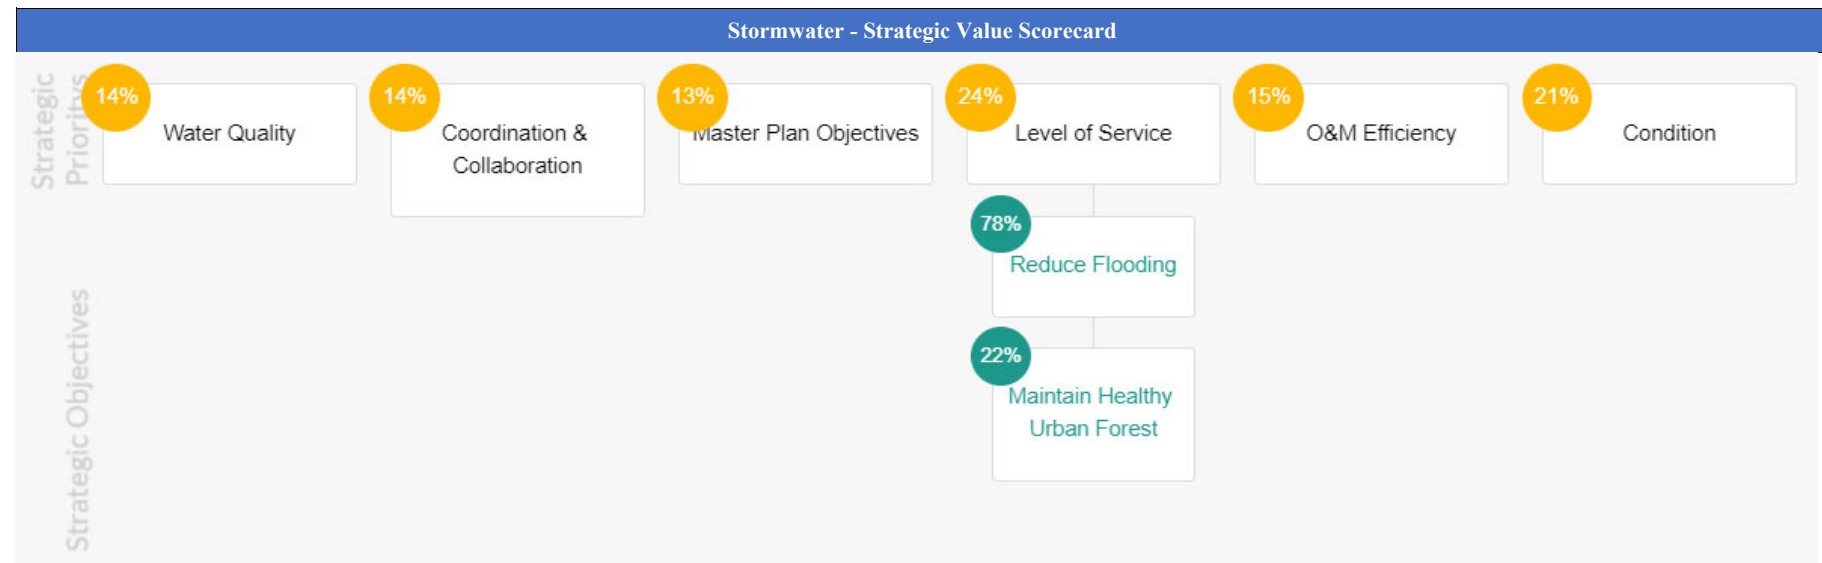 Stormwater - Strategic Value Scorecard
Strategic
Prioritys
14%
Water Quality
14%
Coordination &
Collaboration
13%
Master Plan Objectives
24%
Level of Service
15%
O&M Efficiency
21%
Condition
Strategic Objectives
78%
Reduce Flooding
22%
Maintain Healthy
Urban Forest